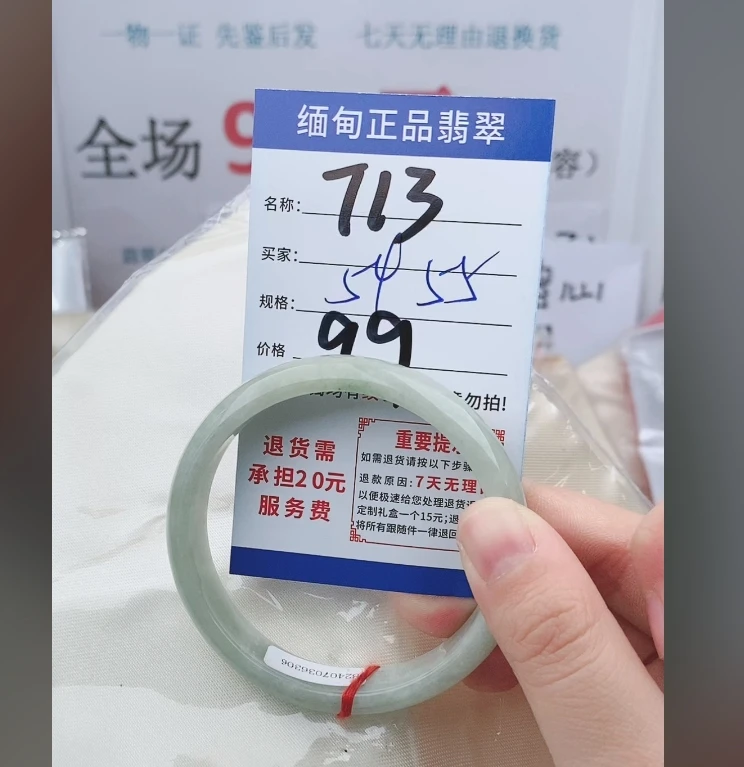 一物一证 先鉴后发 七天无理由退换货
全场 9
容）
缅甸正品翡翠
名称： 713
买家：
规格： 54 55
价格 99
勿拍!
退货需
承担20元
服务费
重要提
如需退货请按以下步骤
退款原因：7天无理
以便极速给您处理退货
定制礼盒一个15元；退
将所有跟随件一律退回
82407036306